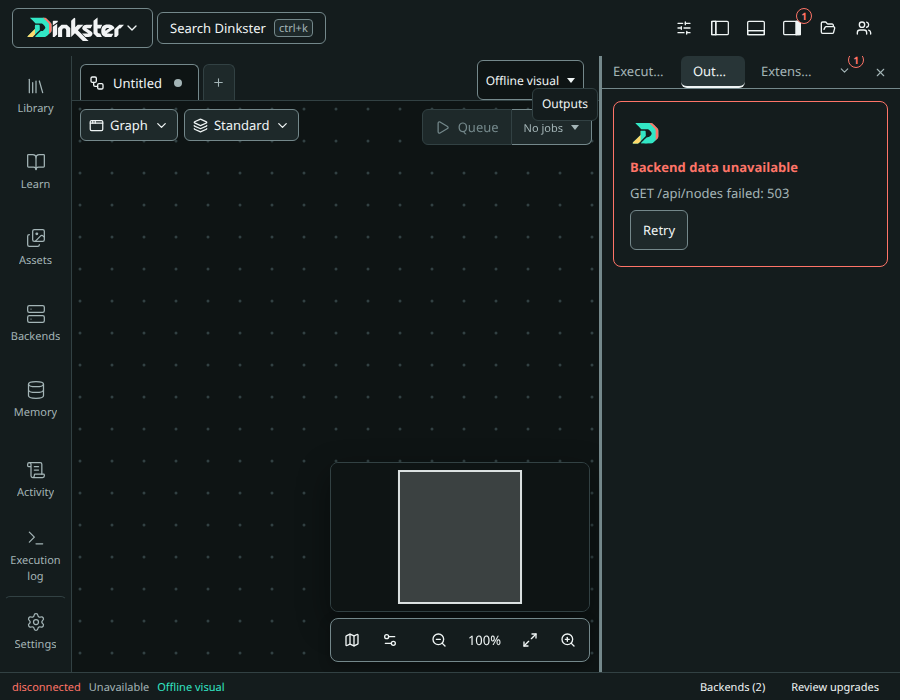 Dinkster
Search Dinkster ctrl+k
1
Library
Learn
Assets
Backends
Memory
Activity
Execution
log
Settings
Untitled
+
Offline visual
Outputs
Graph
Standard
Queue
No jobs
100%
Execut...
Out...
Extens...
1
Backend data unavailable
GET /api/nodes failed: 503
Retry
disconnected Unavailable Offline visual
Backends (2) Review upgrades